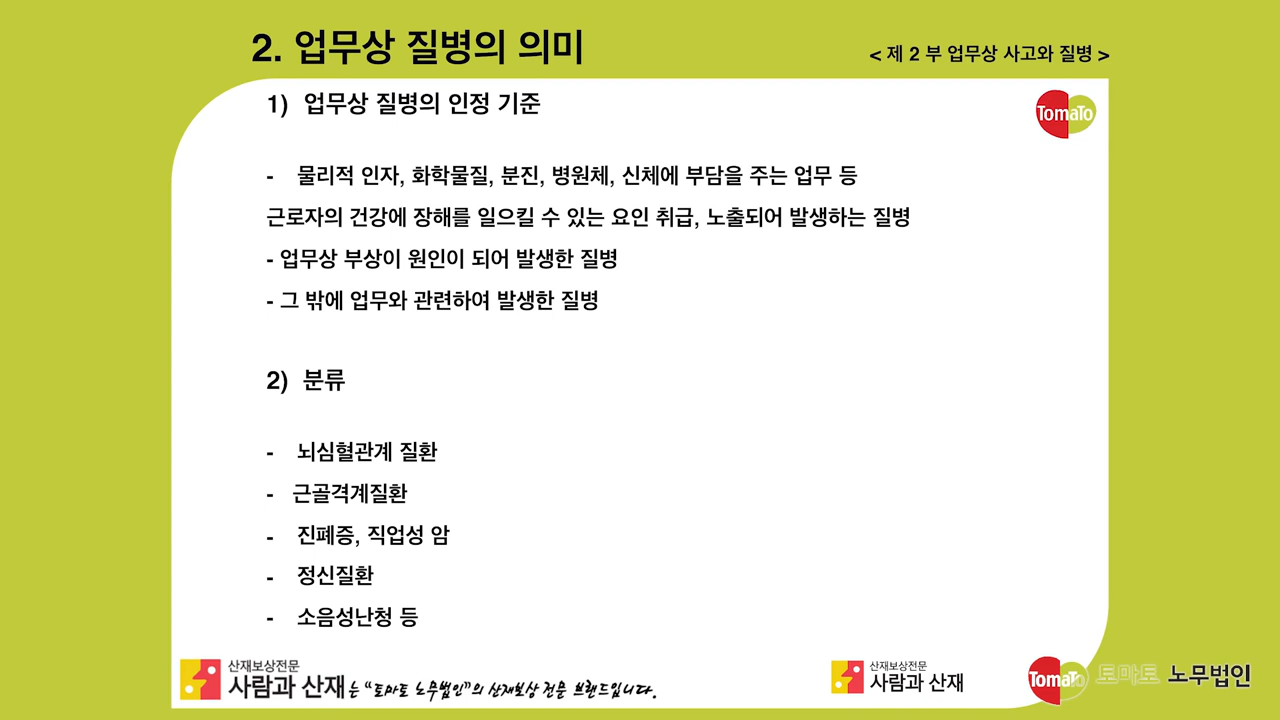 2. 업무상 질병의 의미
< 제 2 부 업무상 사고와 질병 >
1) 업무상 질병의 인정 기준
TomaTo
- 물리적 인자, 화학물질, 분진, 병원체, 신체에 부담을 주는 업무 등
근로자의 건강에 장해를 일으킬 수 있는 요인 취급, 노출되어 발생하는 질병
- 업무상 부상이 원인이 되어 발생한 질병
- 그 밖에 업무와 관련하여 발생한 질병
2) 분류
- 뇌심혈관계 질환
- 근골격계질환
- 진폐증, 직업성 암
- 정신질환
- 소음성난청 등
산재보상전문
사람과 산재는 “토마토 노무법인”의 산재보상 전문 브랜드입니다.
산재보상전문
사람과 산재
TomaTo 토마토 노무법인